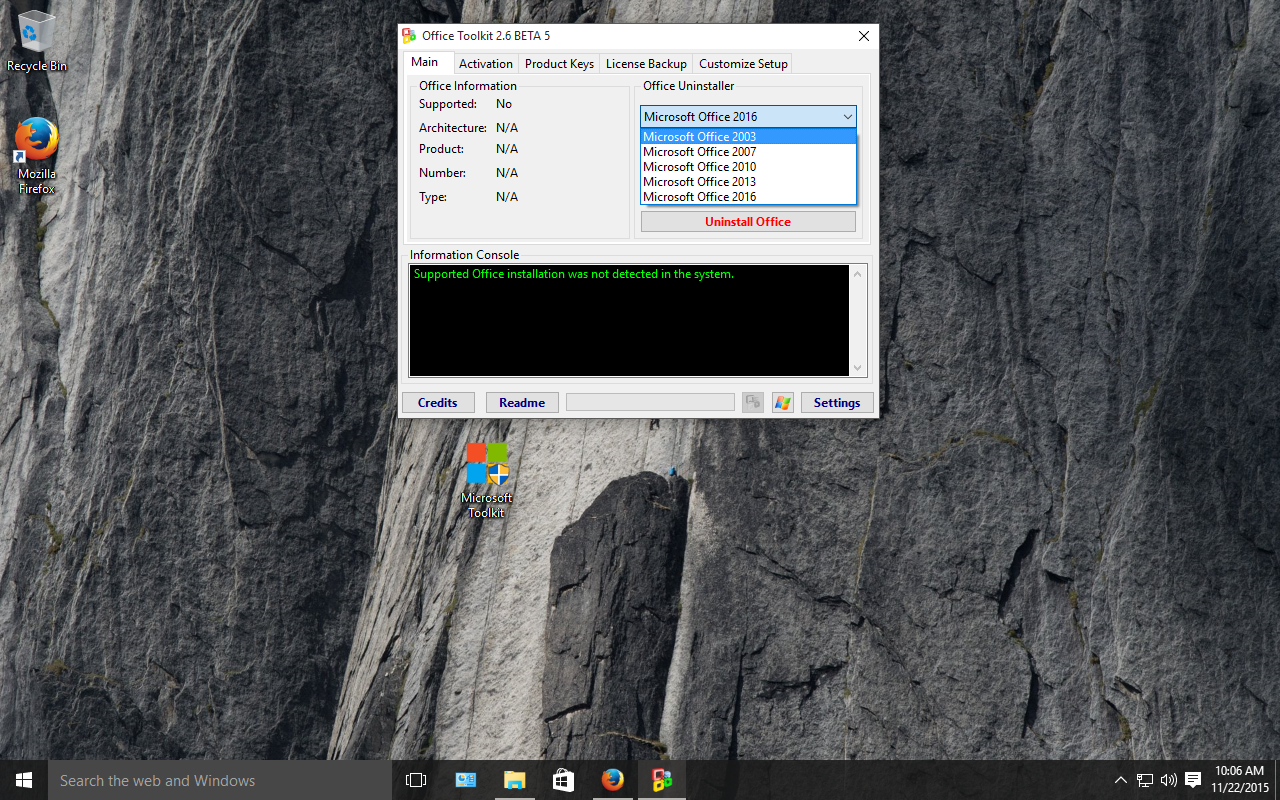 Recycle Bin
Mozilla
Firefox
Office Toolkit 2.6 BETA 5
Main Activation Product Keys License Backup Customize Setup
Office Information
Supported: No
Architecture: N/A
Product: N/A
Number: N/A
Type: N/A
Office Uninstaller
Microsoft Office 2016
Microsoft Office 2003
Microsoft Office 2007
Microsoft Office 2010
Microsoft Office 2013
Microsoft Office 2016
Uninstall Office
Information Console
Supported Office installation was not detected in the system.
Credits Readme Settings
Microsoft
Toolkit
Search the web and Windows
10:06 AM
11/22/2015